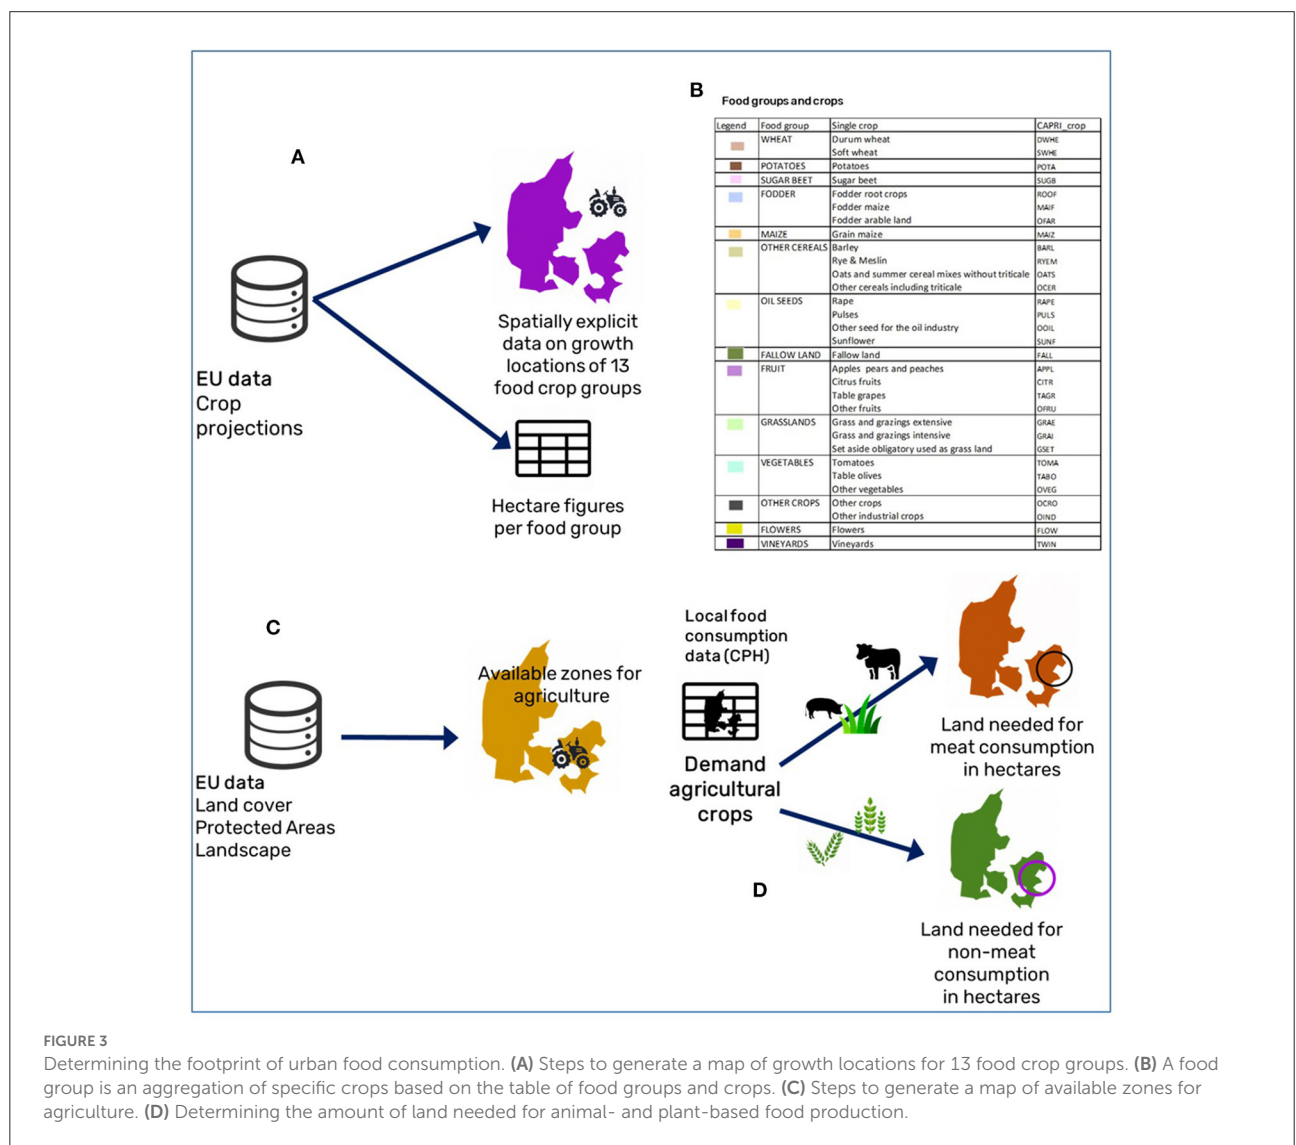 A
Spatially explicit
data on growth
locations of 13
food crop groups
EU data
Crop
projections
Hectare figures
per food group
B
Food groups and crops
Legend Food group Single crop CAPRI_crop
WHEAT Durum wheat DWHE
Soft wheat SWHE
POTATOES Potatoes POTA
SUGAR BEET Sugar beet SUGB
FODDER Fodder root crops ROOF
Fodder maize MAIF
Fodder arable land OFAR
MAIZE Grain maize MAIZ
OTHER CEREALS Barley BARL
Rye & Meslin RYEM
Oats and summer cereal mixes without triticale OATS
Other cereals including triticale OCER
OIL SEEDS Rape RAPE
Pulses PULS
Other seed for the oil industry OOIL
Sunflower SUNF
FALLOW LAND Fallow land FALL
FRUIT Apples pears and peaches APPL
Citrus fruits CITR
Table grapes TAGR
Other fruits OFRU
GRASSLANDS Grass and grazings extensive GRAE
Grass and grazings intensive GRAI
Set aside obligatory used as grass land GSET
VEGETABLES Tomatoes TOMA
Table olives TABO
Other vegetables OVEG
OTHER CROPS Other crops OCRO
Other industrial crops OIND
FLOWERS Flowers FLOW
VINEYARDS Vineyards TWIN
C
Available zones for
agriculture
EU data
Land cover
Protected Areas
Landscape
Local food
consumption
data (CPH)
Demand
agricultural
crops
Land needed for
meat consumption
in hectares
D
Land needed for
non-meat
consumption
in hectares
FIGURE 3
Determining the footprint of urban food consumption. (A) Steps to generate a map of growth locations for 13 food crop groups. (B) A food
group is an aggregation of specific crops based on the table of food groups and crops. (C) Steps to generate a map of available zones for
agriculture. (D) Determining the amount of land needed for animal- and plant-based food production.